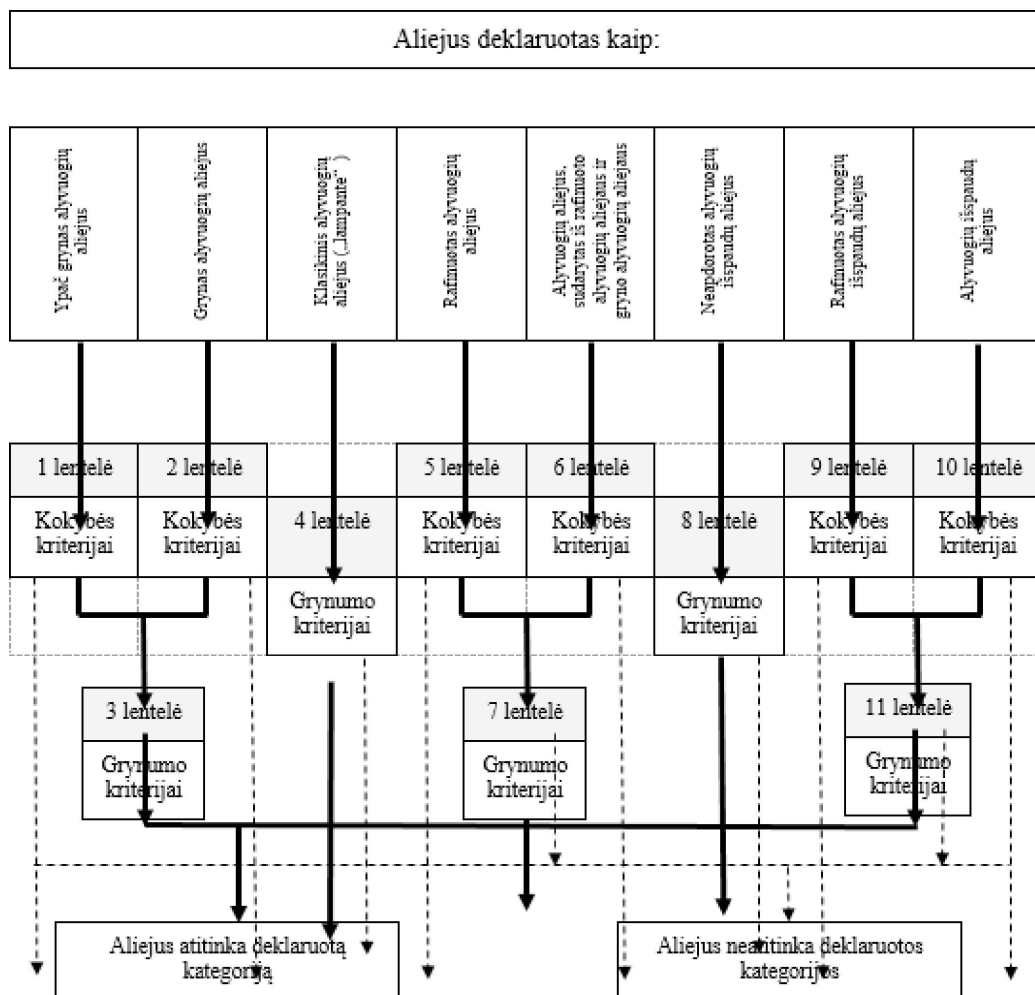 Aliejus deklaruotas kaip:
Ypač grynas alyvuogių
aliejus
Grynas alyvuogių aliejus
Klasikinis alyvuogių
aliejus („lampante“ )
Rafinuotas alyvuogių
aliejus
Alyvuogių aliejus,
sudarytas iš rafinuoto
alyvuogių aliejaus ir
gryno alyvuogių aliejaus
Neapdorotas alyvuogių
išspaudų aliejus
Rafinuotas alyvuogių
išspaudų aliejus
Alyvuogių išspaudų
aliejus
1 lentelė
2 lentelė
5 lentelė
6 lentelė
9 lentelė
10 lentelė
Kokybės
kriterijai
Kokybės
kriterijai
4 lentelė
Kokybės
kriterijai
Kokybės
kriterijai
8 lentelė
Kokybės
kriterijai
Kokybės
kriterijai
Grynumo
kriterijai
Grynumo
kriterijai
3 lentelė
7 lentelė
11 lentelė
Grynumo
kriterijai
Grynumo
kriterijai
Grynumo
kriterijai
Aliejus atitinka deklaruotą
kategoriją
Aliejus neatitinka deklaruotos
kategorijos